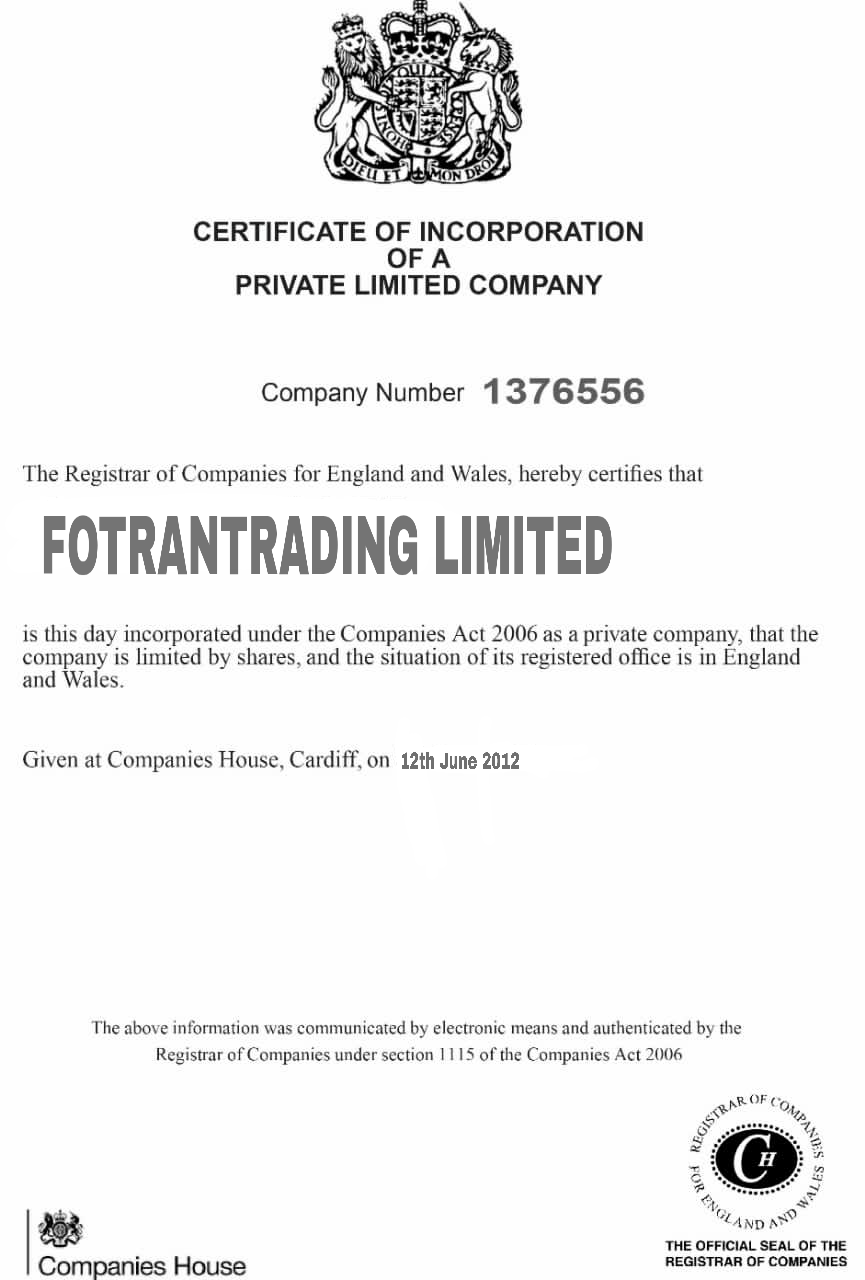 QUI MAL
PENSE
HONI SOIT
DIEU ET MON DROIT
CERTIFICATE OF INCORPORATION
OF A
PRIVATE LIMITED COMPANY
Company Number 1376556
The Registrar of Companies for England and Wales, hereby certifies that
FOTRANTRADING LIMITED
is this day incorporated under the Companies Act 2006 as a private company, that the
company is limited by shares, and the situation of its registered office is in England
and Wales.
Given at Companies House, Cardiff, on 12th June 2012
The above information was communicated by electronic means and authenticated by the
Registrar of Companies under section 1115 of the Companies Act 2006
REGISTRAR OF COMPANIES
FOR ENGLAND AND WALES
CH
THE OFFICIAL SEAL OF THE
REGISTRAR OF COMPANIES
Companies House